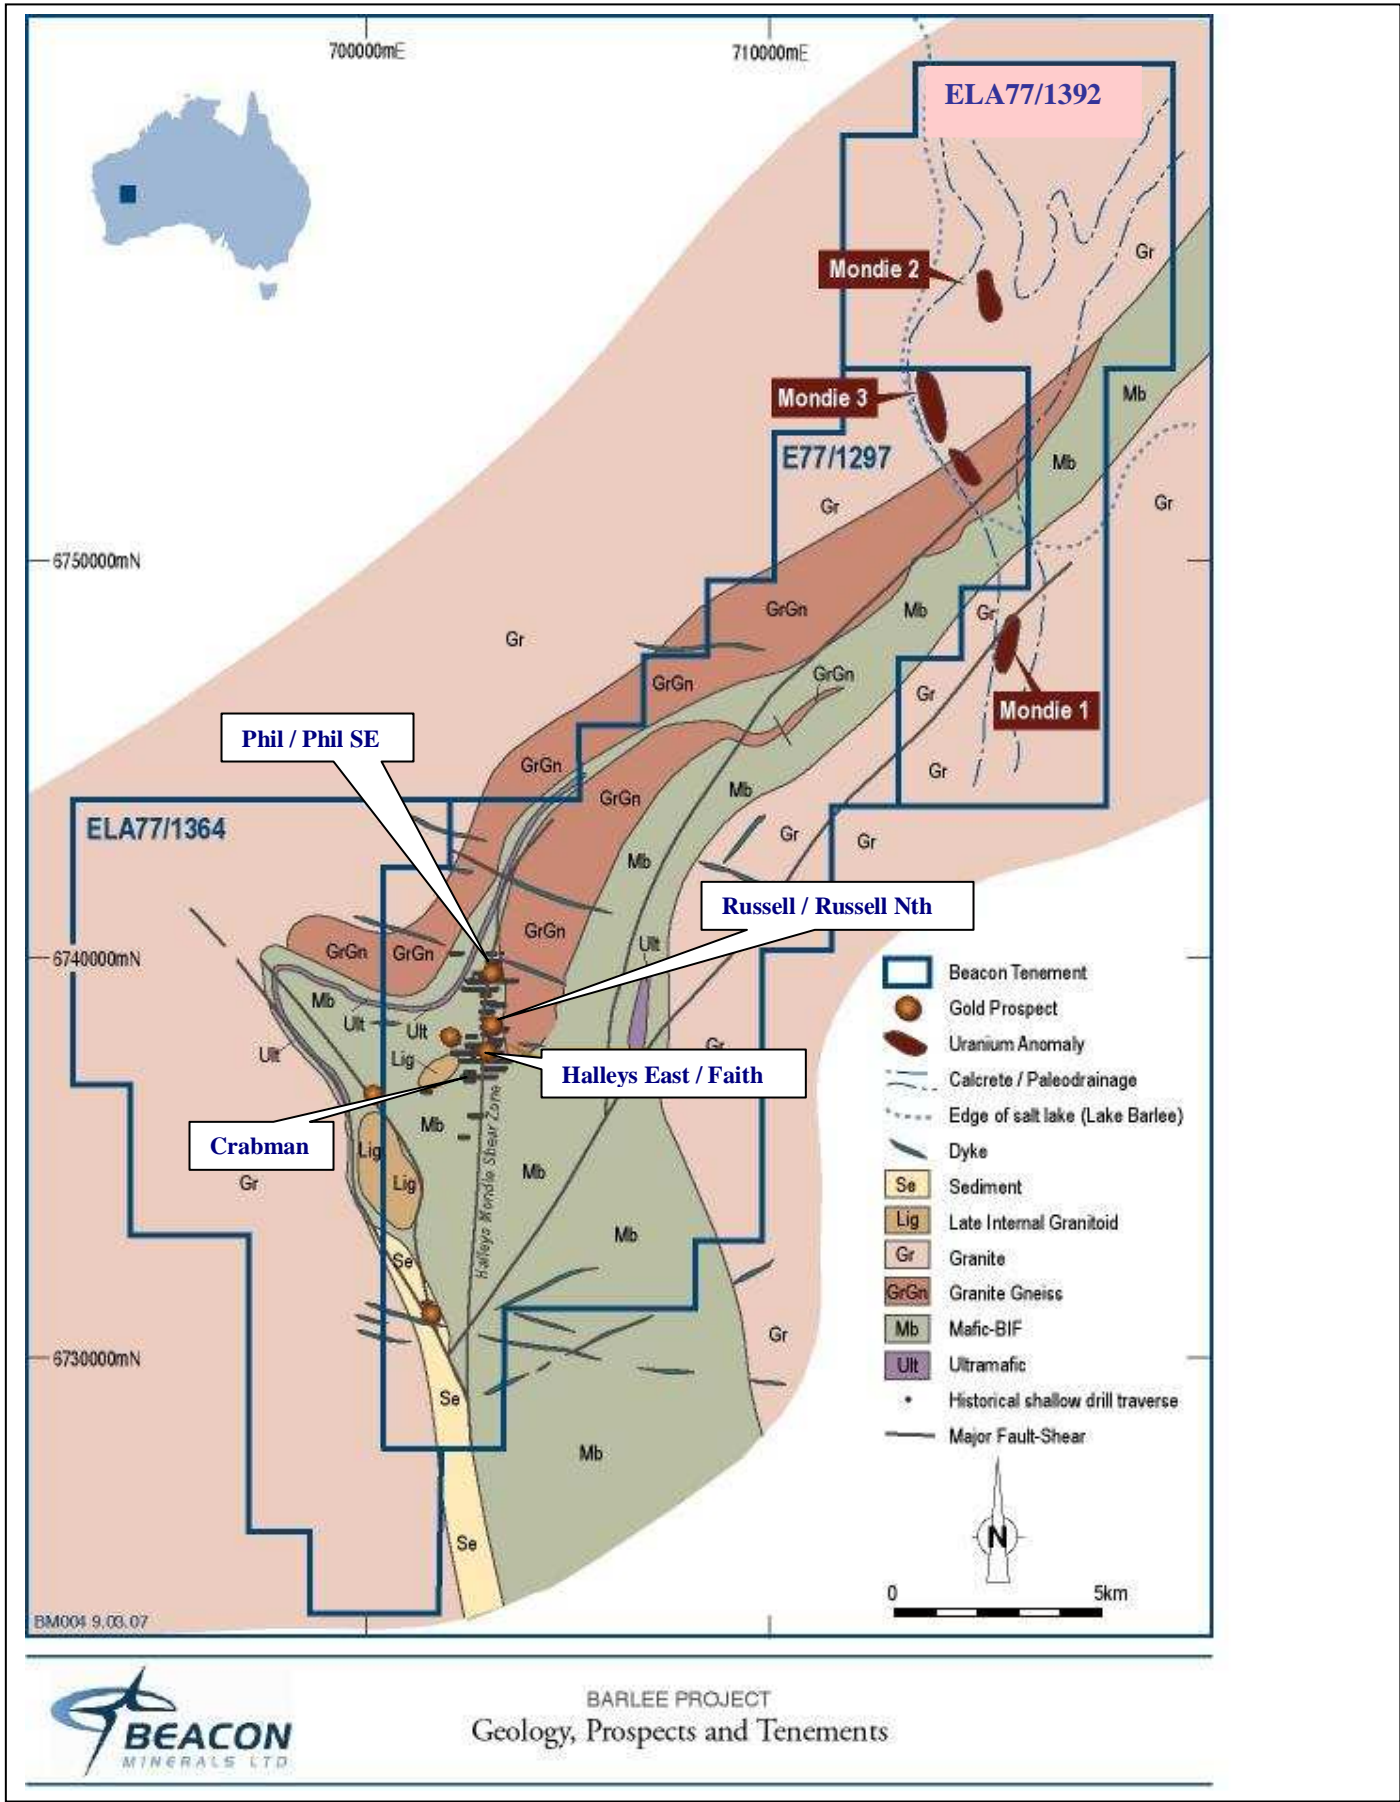 700000mE
710000mE
ELA77/1392
Gr
Mondie 2
Mondie 3
Mb
E77/1297
Mb
Gr
Gr
6750000mN
GrGn
Mb
Gr
Gr
GrGn
GrGn
Gr
Mondie 1
Phil / Phil SE
GrGn
Gr
GrGn
Mb
ELA77/1364
Gr
Gr
Mb
Russell / Russell Nth
GrGn
Ult
GrGn
GrGn
6740000mN
Mb
Ult
Ult
Ult
Lig
Gr
Halleys East / Faith
Crabman
Mb
Halleys Mondie Shear Zone
Lig
Mb
Gr
Lig
Mb
Se
Gr
6730000mN
Se
Mb
Se
Beacon Tenement
Gold Prospect
Uranium Anomaly
Calcrete / Paleodrainage
Edge of salt lake (Lake Barlee)
Dyke
Se Sediment
Lig Late Internal Granitoid
Gr Granite
GrGn Granite Gneiss
Mb Mafic-BIF
Ult Ultramafic
Historical shallow drill traverse
Major Fault-Shear
N
0 5km
BM004 9.03.07
BEACON
MINERALS LTD
BARLEE PROJECT
Geology, Prospects and Tenements